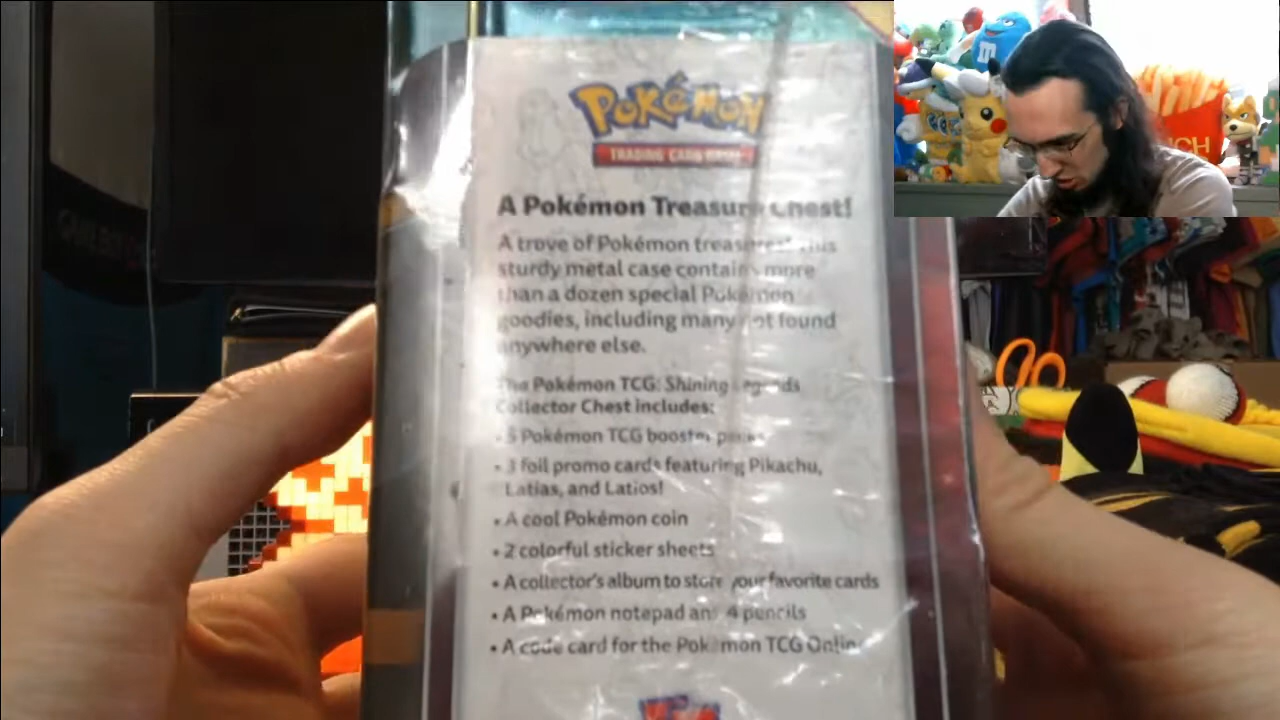 POKéMON
TRADING CARD GAME
A Pokémon Treasure Chest!
A trove of Pokémon treasures! This
sturdy metal case contains more
than a dozen special Pokémon
goodies, including many not found
anywhere else.
The Pokémon TCG: Shining Legends
Collector Chest includes:
• 5 Pokémon TCG booster packs
• 3 foil promo cards featuring Pikachu,
Latias, and Latios!
• A cool Pokémon coin
• 2 colorful sticker sheets
• A collector's album to store your favorite cards
• A Pokémon notepad and 4 pencils
• A code card for the Pokémon TCG Online
m